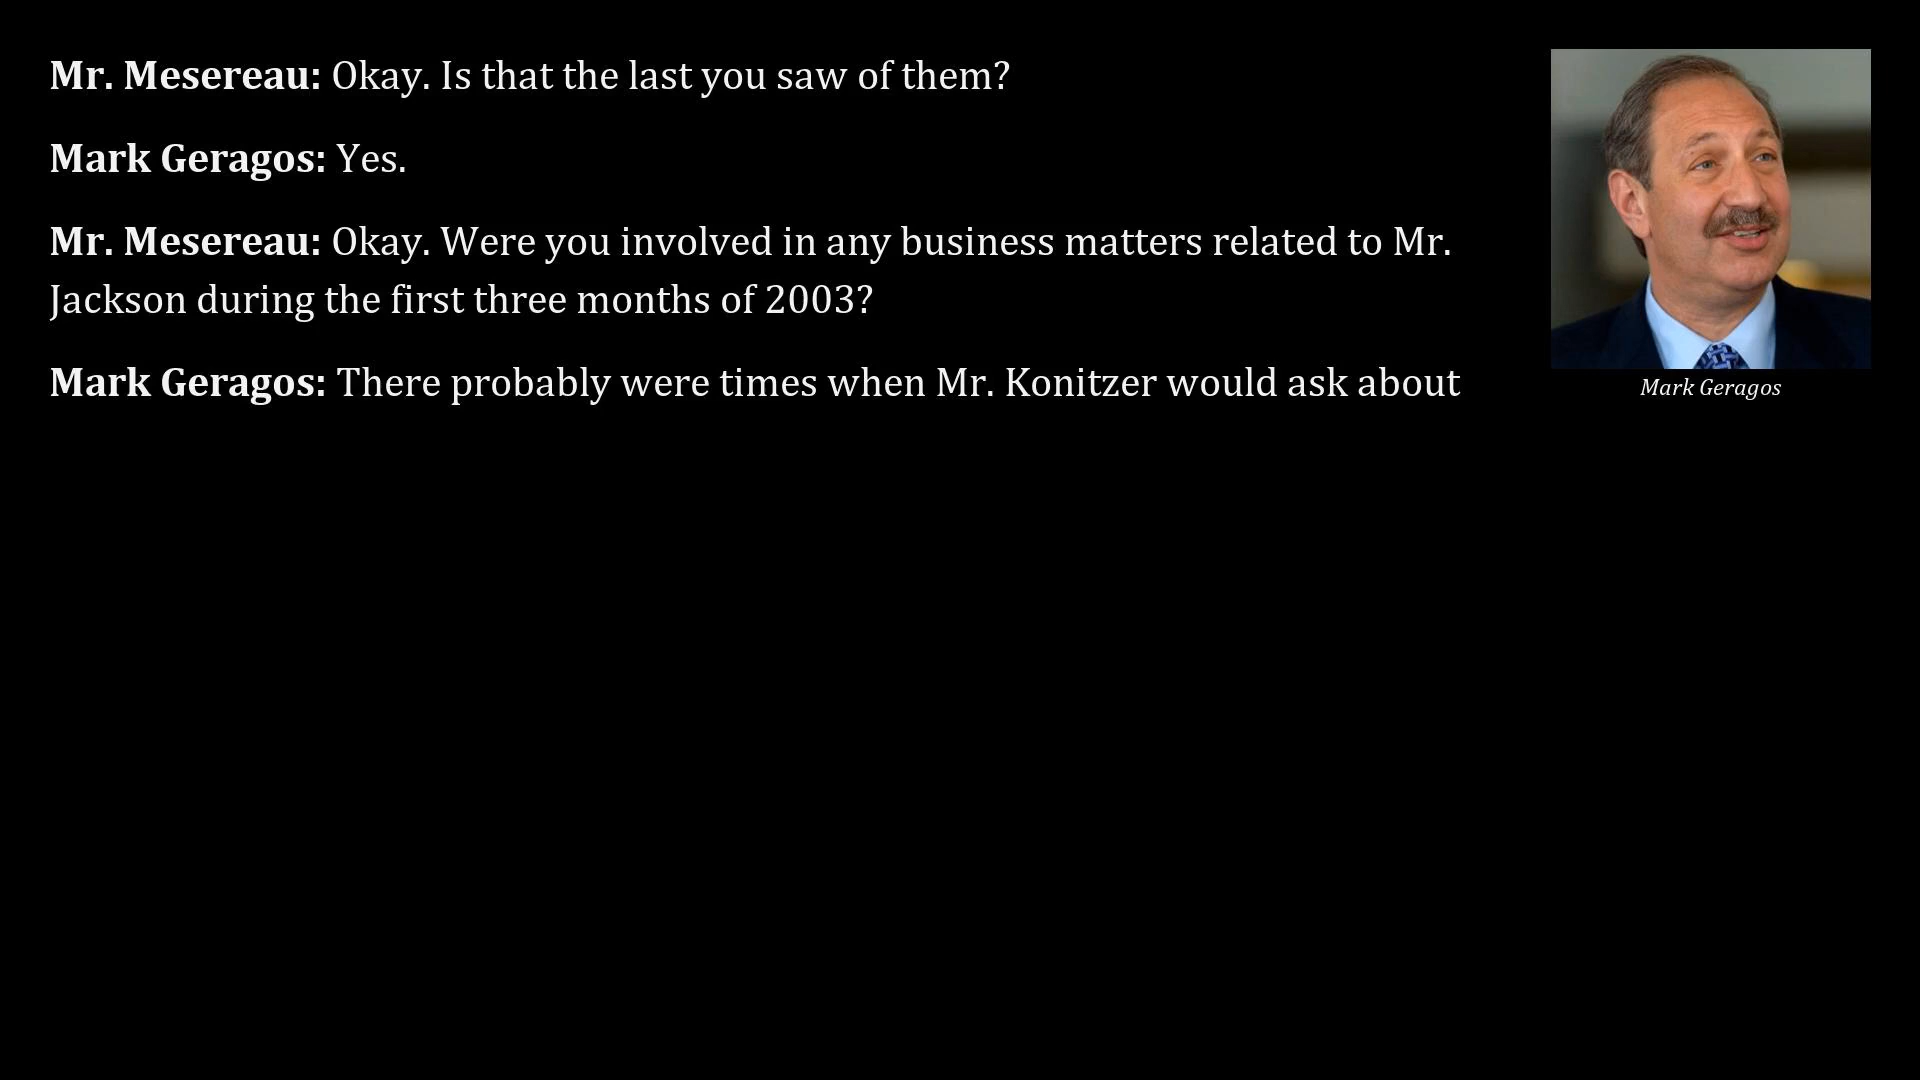 Mr. Mesereau: Okay. Is that the last you saw of them?
Mark Geragos: Yes.
Mr. Mesereau: Okay. Were you involved in any business matters related to Mr.
Jackson during the first three months of 2003?
Mark Geragos: There probably were times when Mr. Konitzer would ask about
Mark Geragos